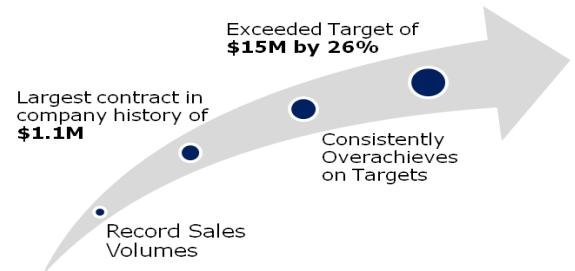 Exceeded Target of
$15M by 26%
Largest contract in
company history of
$1.1M
Consistently
Overachieves
on Targets
Record Sales
Volumes